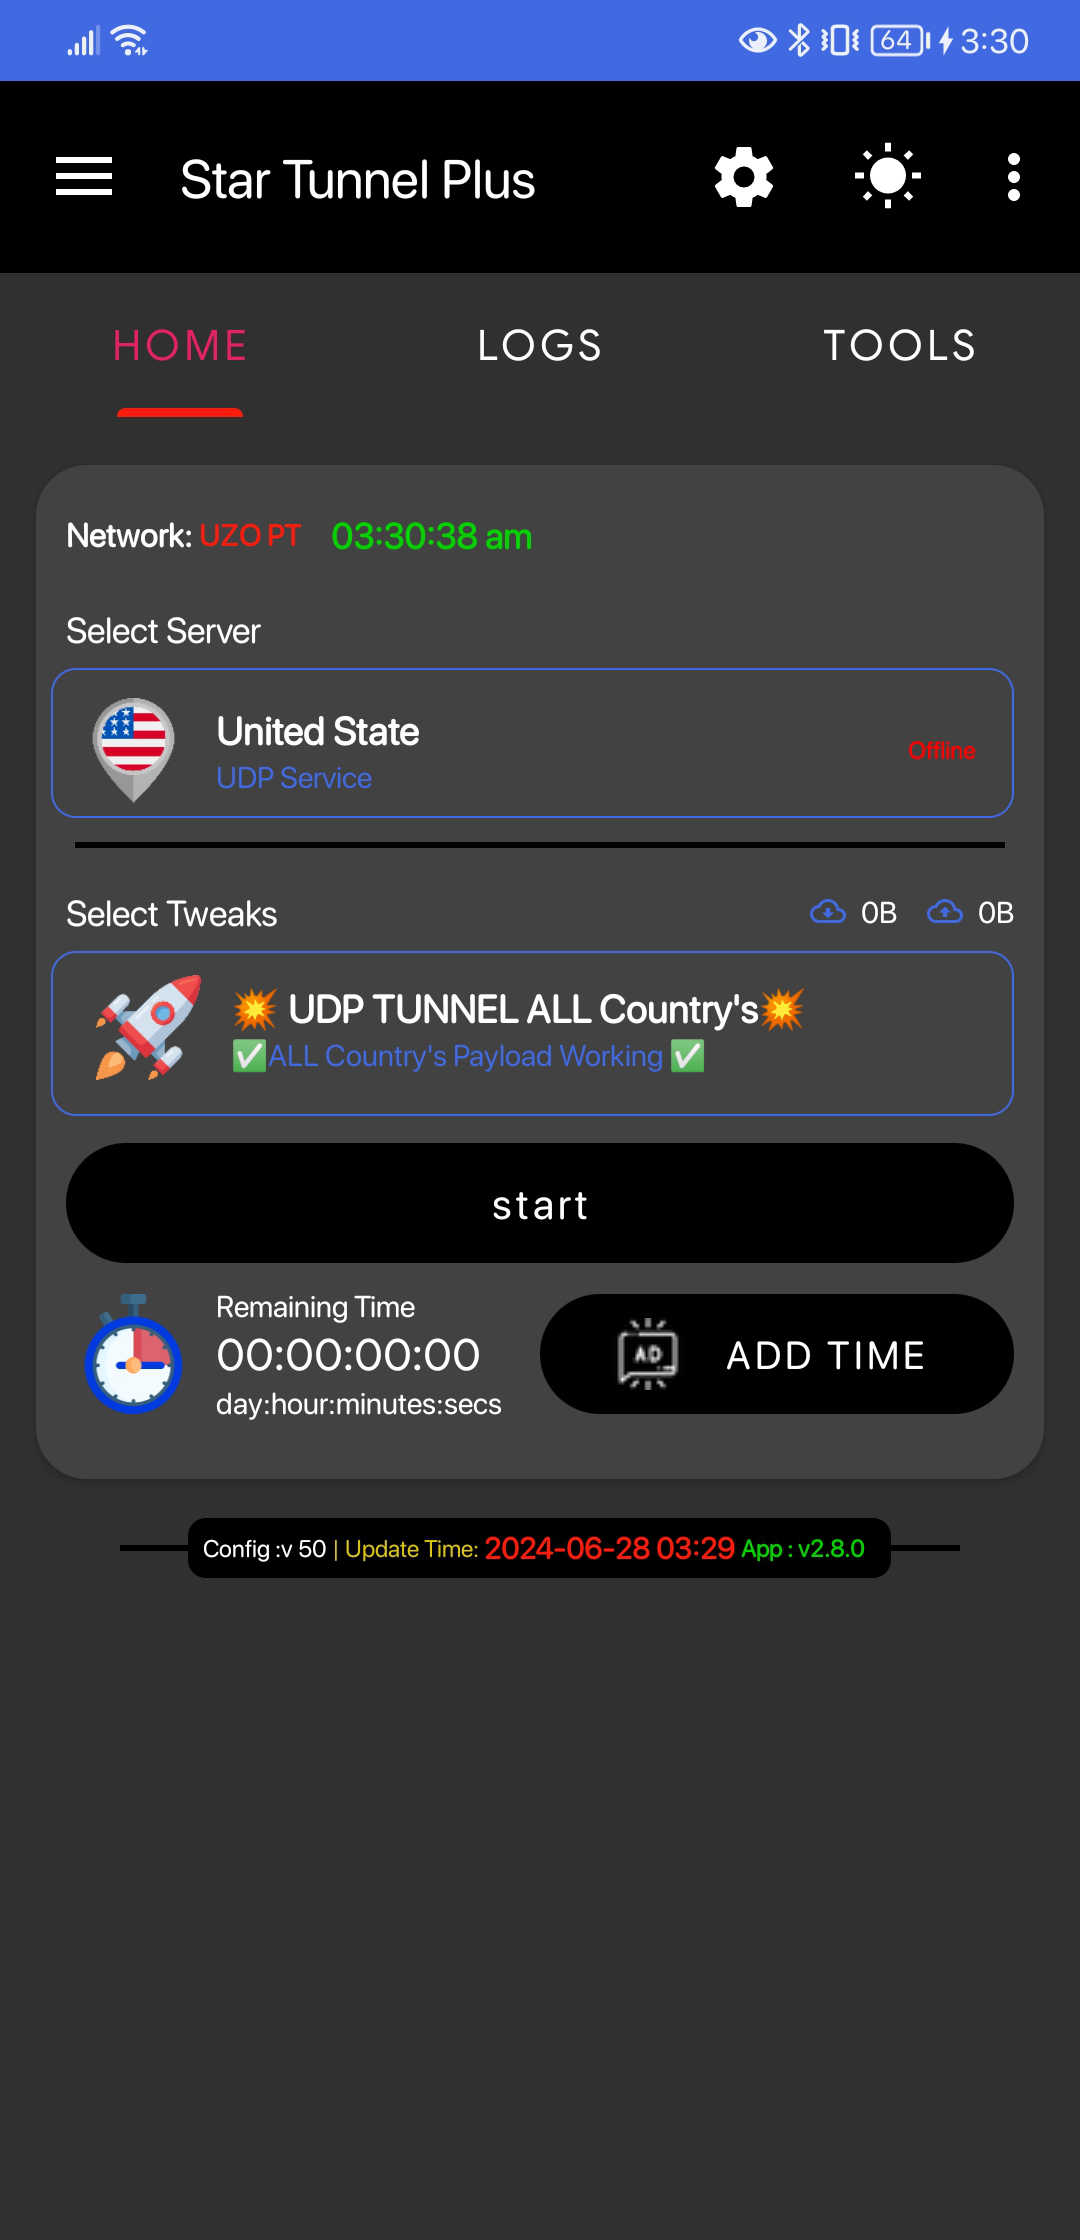 64 3:30
Star Tunnel Plus
HOME LOGS TOOLS
Network: UZO PT 03:30:38 am
Select Server
United State
UDP Service
Offline
Select Tweaks 0B 0B
💥 UDP TUNNEL ALL Country's💥
✅ALL Country's Payload Working ✅
start
Remaining Time
00:00:00:00
day:hour:minutes:secs
AD ADD TIME
Config :v 50 | Update Time: 2024-06-28 03:29 App : v2.8.0